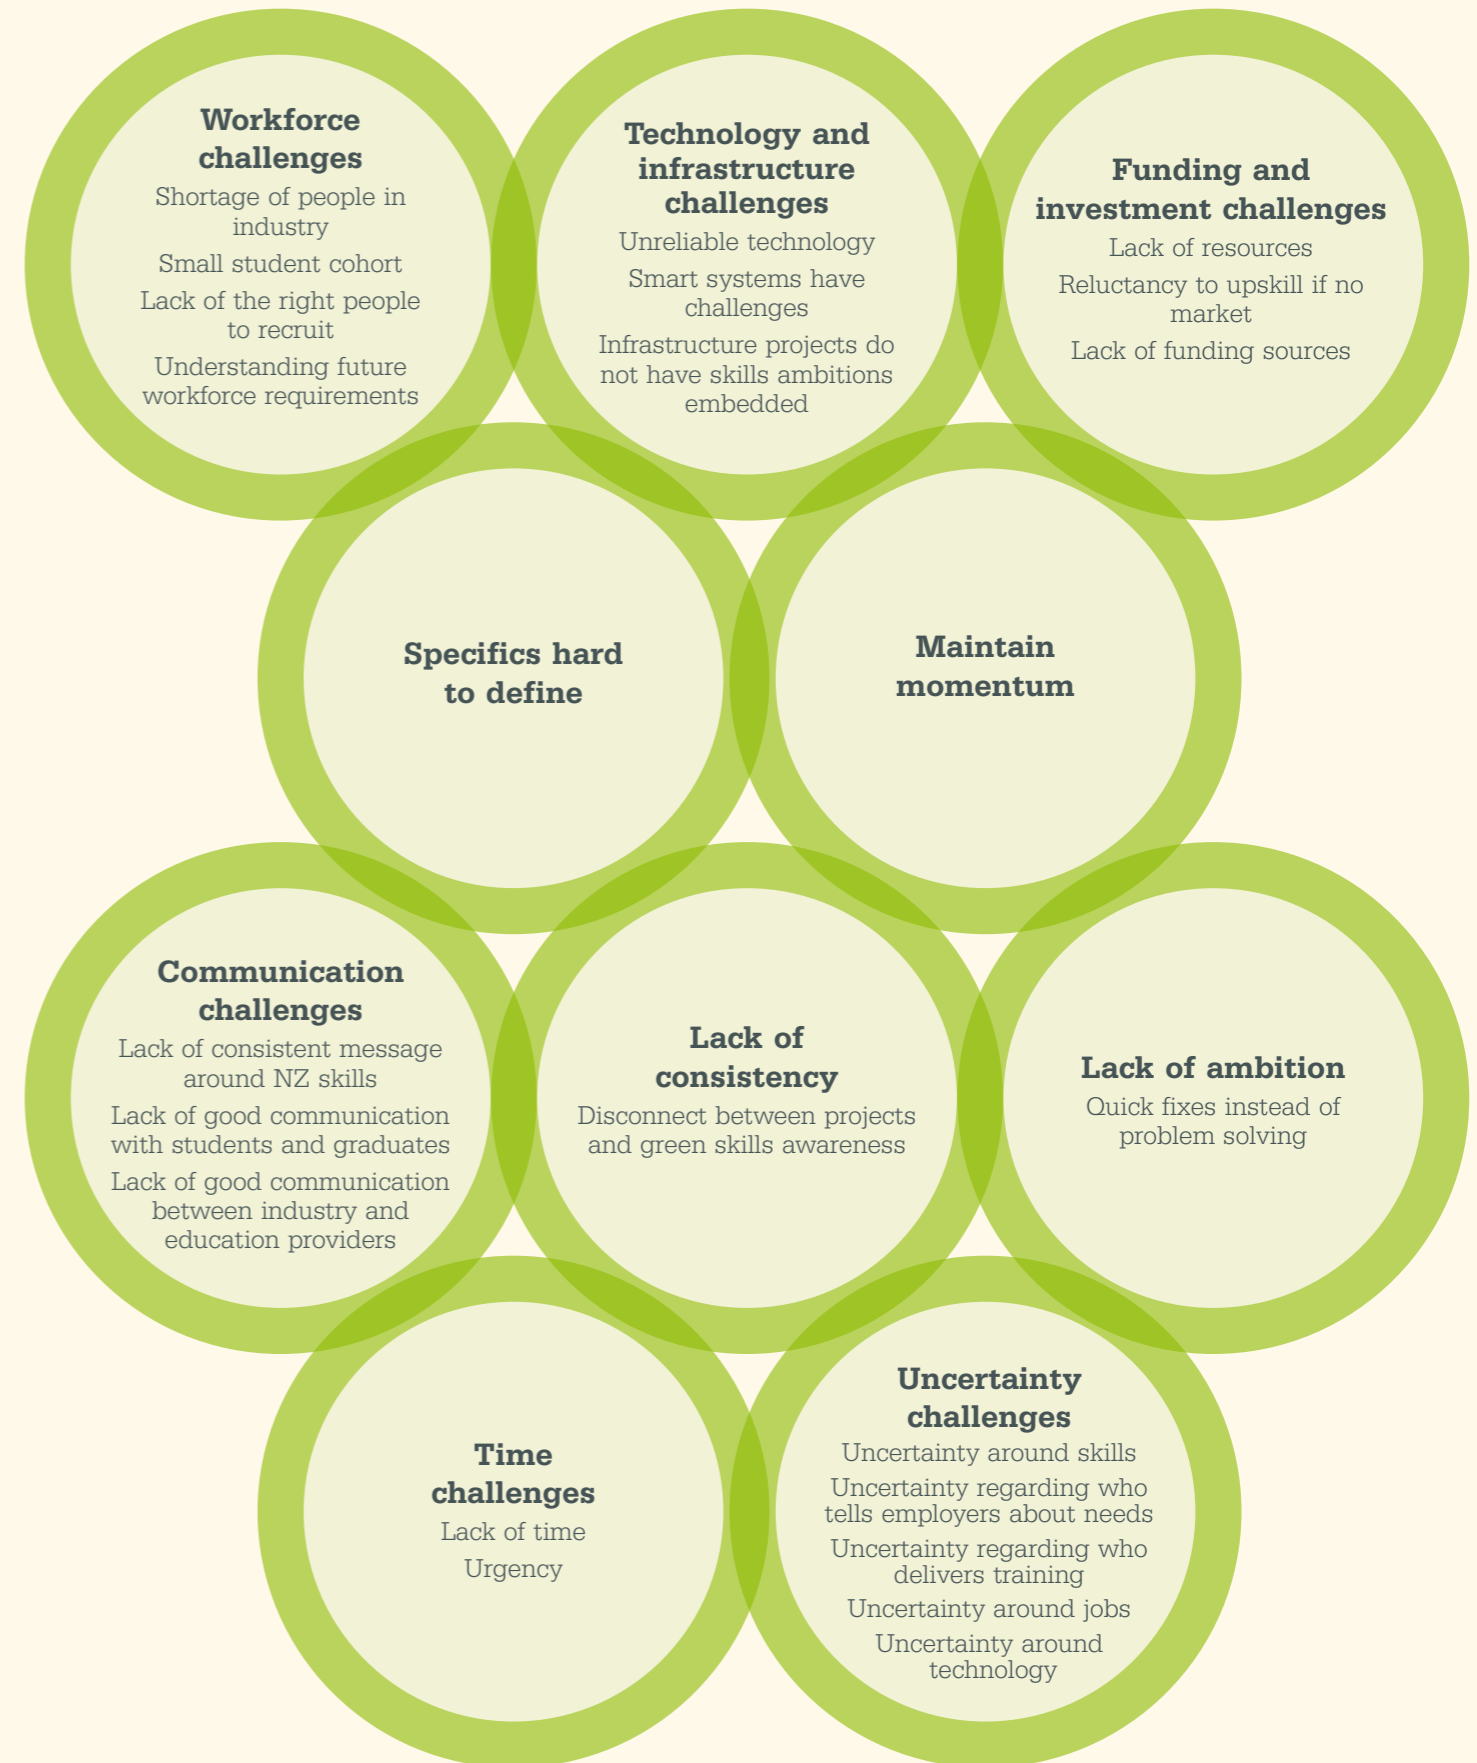 Workforce
challenges
Shortage of people in
industry
Small student cohort
Lack of the right people
to recruit
Understanding future
workforce requirements
Technology and
infrastructure
challenges
Unreliable technology
Smart systems have
challenges
Infrastructure projects do
not have skills ambitions
embedded
Funding and
investment challenges
Lack of resources
Reluctancy to upskill if no
market
Lack of funding sources
Specifics hard
to define
Maintain
momentum
Communication
challenges
Lack of consistent message
around NZ skills
Lack of good communication
with students and graduates
Lack of good communication
between industry and
education providers
Lack of
consistency
Disconnect between projects
and green skills awareness
Lack of ambition
Quick fixes instead of
problem solving
Time
challenges
Lack of time
Urgency
Uncertainty
challenges
Uncertainty around skills
Uncertainty regarding who
tells employers about needs
Uncertainty regarding who
delivers training
Uncertainty around jobs
Uncertainty around
technology